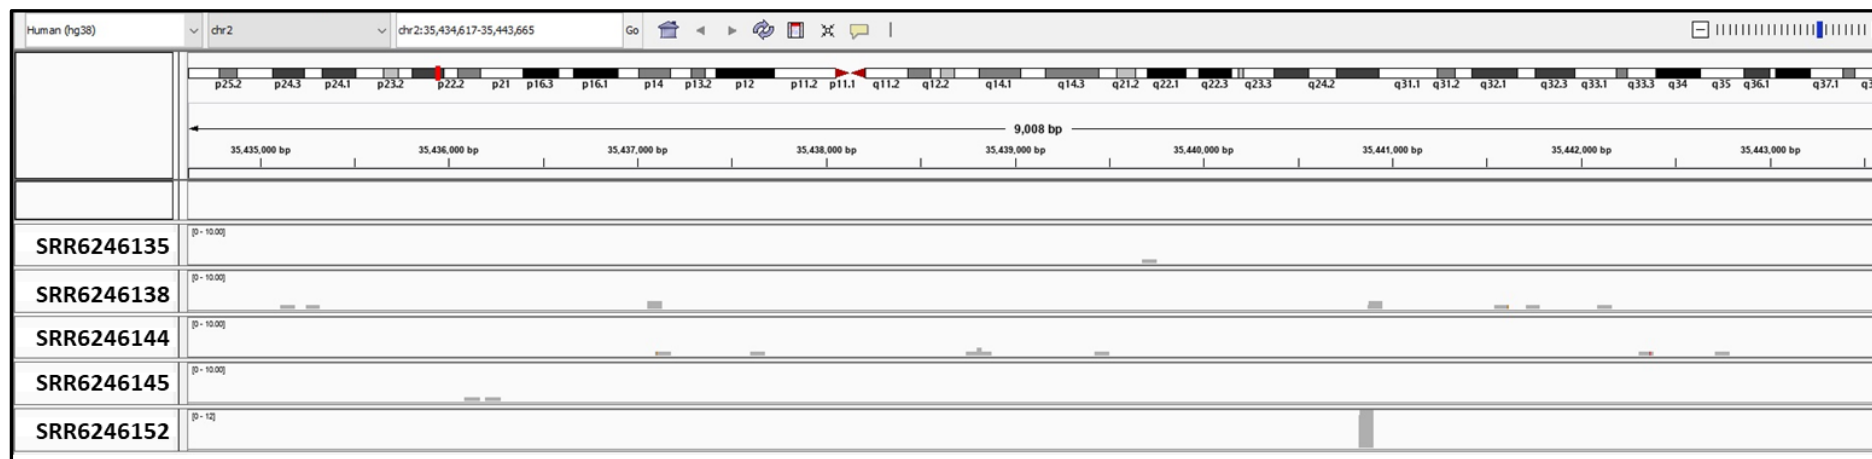 Human (hg38) chr2 chr2:35,434,617-35,443,665 Go
p25.2 p24.3 p24.1 p23.2 p22.2 p21 p16.3 p16.1 p14 p13.2 p12 p11.2 p11.1 q11.2 q12.2 q14.1 q14.3 q21.2 q22.1 q22.3 q23.3 q24.2 q31.1 q31.2 q32.1 q32.3 q33.1 q33.3 q34 q35 q36.1 q37.1
9,008 bp
35,435,000 bp 35,436,000 bp 35,437,000 bp 35,438,000 bp 35,439,000 bp 35,440,000 bp 35,441,000 bp 35,442,000 bp 35,443,000 bp
SRR6246135 [0 - 10.00]
SRR6246138 [0 - 10.00]
SRR6246144 [0 - 10.00]
SRR6246145 [0 - 10.00]
SRR6246152 [0 - 12]